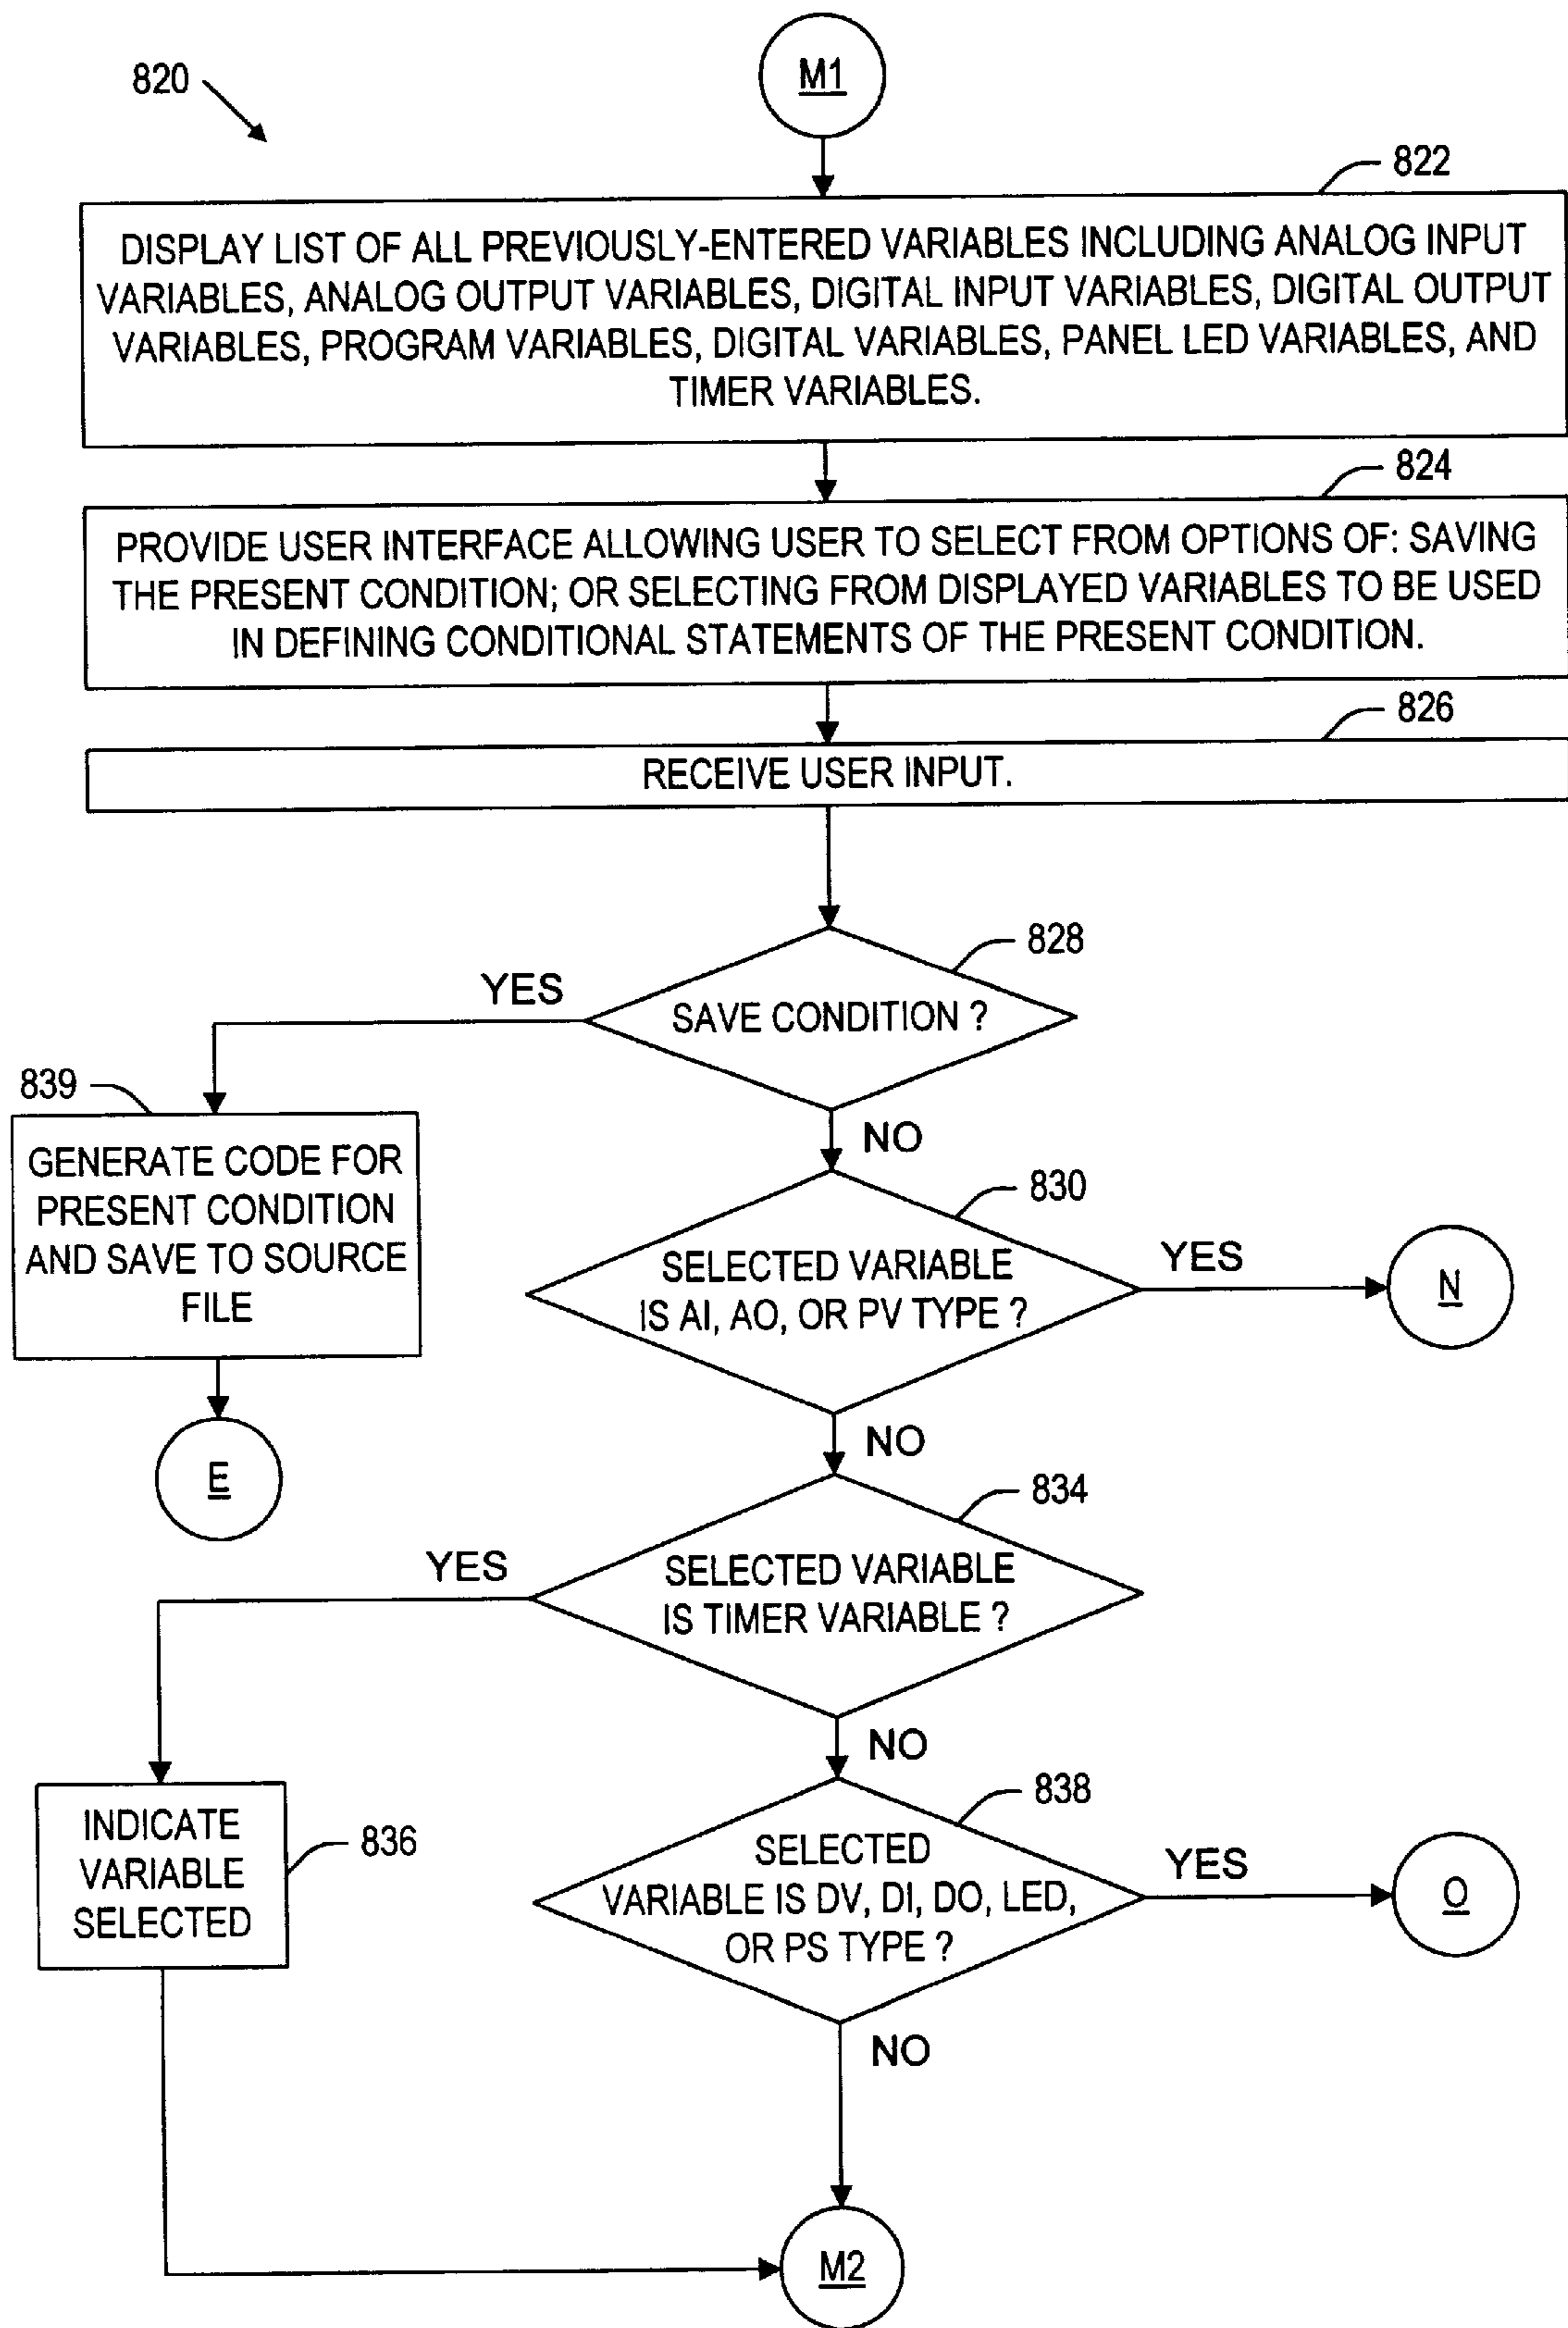 M1
820
822
DISPLAY LIST OF ALL PREVIOUSLY-ENTERED VARIABLES INCLUDING ANALOG INPUT
VARIABLES, ANALOG OUTPUT VARIABLES, DIGITAL INPUT VARIABLES, DIGITAL OUTPUT
VARIABLES, PROGRAM VARIABLES, DIGITAL VARIABLES, PANEL LED VARIABLES, AND
TIMER VARIABLES.
824
PROVIDE USER INTERFACE ALLOWING USER TO SELECT FROM OPTIONS OF: SAVING
THE PRESENT CONDITION; OR SELECTING FROM DISPLAYED VARIABLES TO BE USED
IN DEFINING CONDITIONAL STATEMENTS OF THE PRESENT CONDITION.
826
RECEIVE USER INPUT.
828
YES
SAVE CONDITION ?
839
GENERATE CODE FOR
PRESENT CONDITION
AND SAVE TO SOURCE
FILE
NO
830
SELECTED VARIABLE
IS AI, AO, OR PV TYPE ?
YES
N
E
NO
834
YES
SELECTED VARIABLE
IS TIMER VARIABLE ?
NO
836
INDICATE
VARIABLE
SELECTED
838
SELECTED
VARIABLE IS DV, DI, DO, LED,
OR PS TYPE ?
YES
O
NO
M2